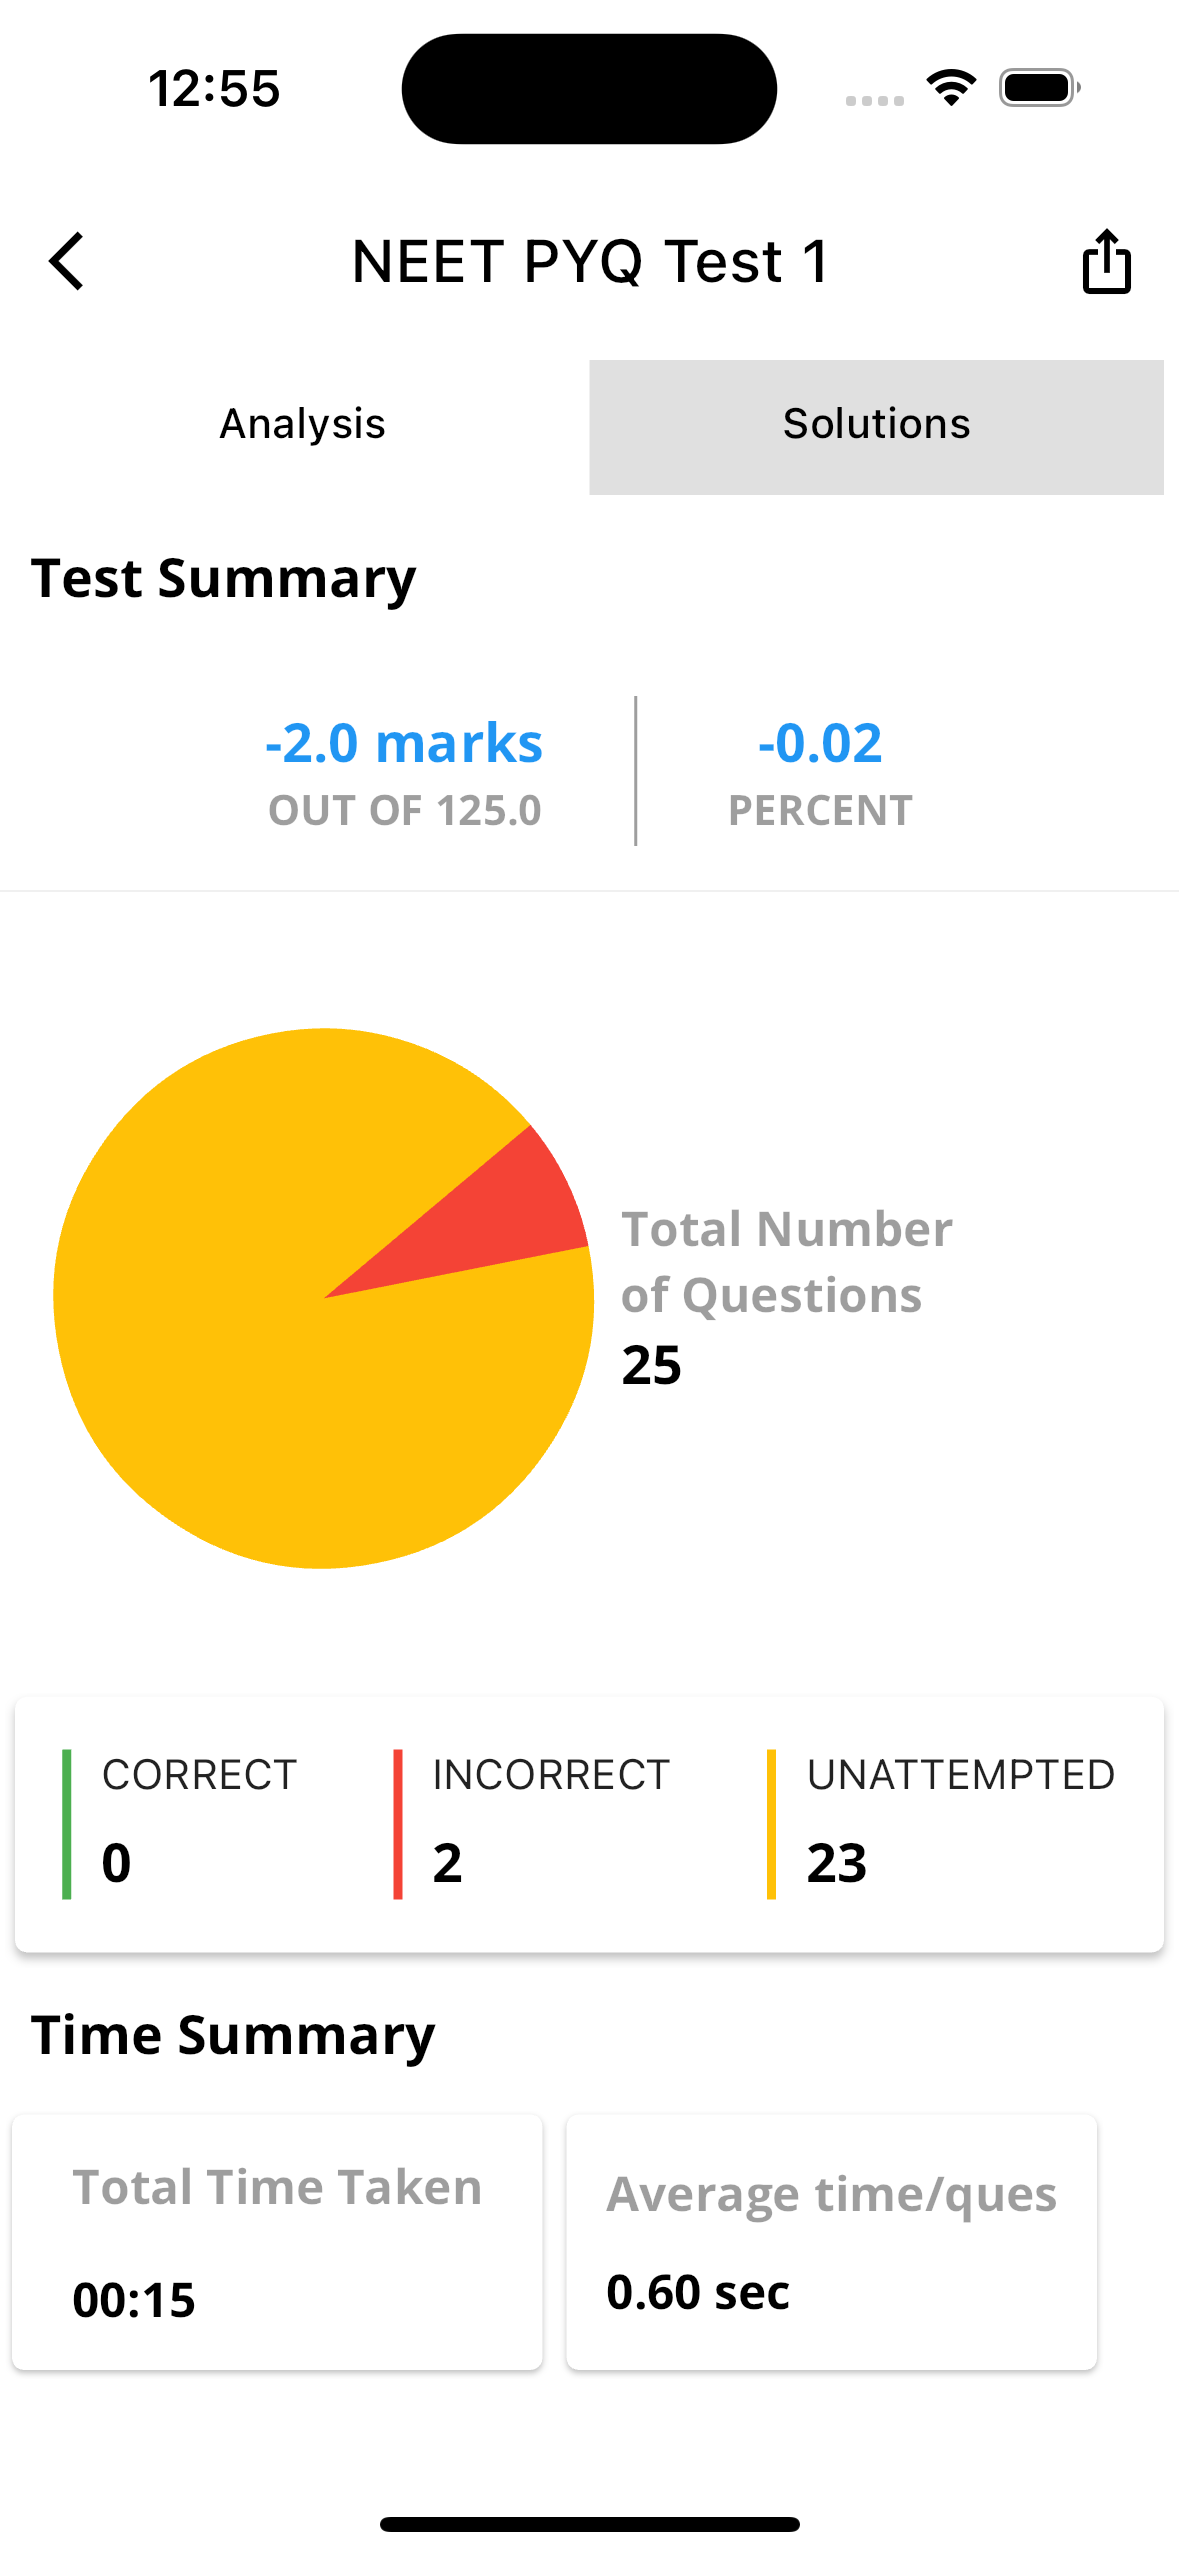 12:55
NEET PYQ Test 1
Analysis
Solutions
Test Summary
-2.0 marks
OUT OF 125.0
-0.02
PERCENT
Total Number
of Questions
25
CORRECT
0
INCORRECT
2
UNATTEMPTED
23
Time Summary
Total Time Taken
00:15
Average time/ques
0.60 sec